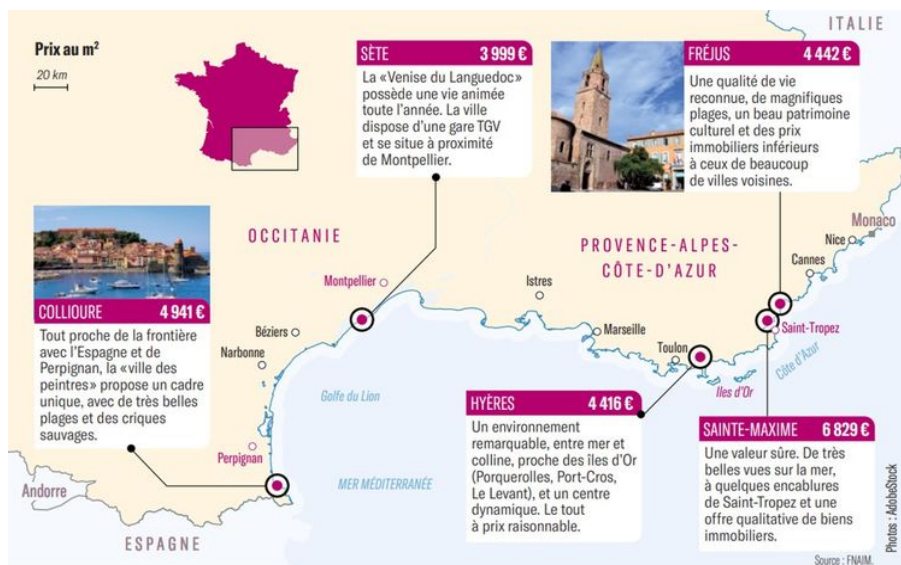 Prix au m²
20 km
ITALIE
SÈTE 3 999 €
La «Venise du Languedoc»
possède une vie animée
toute l'année. La ville
dispose d'une gare TGV
et se situe à proximité
de Montpellier.
FRÉJUS 4 442 €
Une qualité de vie
reconnue, de magnifiques
plages, un beau patrimoine
culturel et des prix
immobiliers inférieurs
à ceux de beaucoup
de villes voisines.
OCCITANIE
PROVENCE-ALPES-
CÔTE-D'AZUR
Monaco
Nice
Cannes
Montpellier
Istres
COLLIOURE 4 941 €
Tout proche de la frontière
avec l'Espagne et de
Perpignan, la «ville des
peintres» propose un cadre
unique, avec de très belles
plages et des criques
sauvages.
Béziers
Narbonne
Marseille
Toulon
Saint-Tropez
Côte d'Azur
Iles d'Or
Golfe du Lion
HYÈRES 4 416 €
Un environnement
remarquable, entre mer et
colline, proche des îles d'Or
(Porquerolles, Port-Cros,
Le Levant), et un centre
dynamique. Le tout
à prix raisonnable.
SAINTE-MAXIME 6 829 €
Une valeur sûre. De très
belles vues sur la mer,
à quelques encablures
de Saint-Tropez et une
offre qualitative de biens
immobiliers.
Perpignan
MER MÉDITERRANÉE
Andorre
ESPAGNE
Photos : AdobeStock
Source : FNAIM.